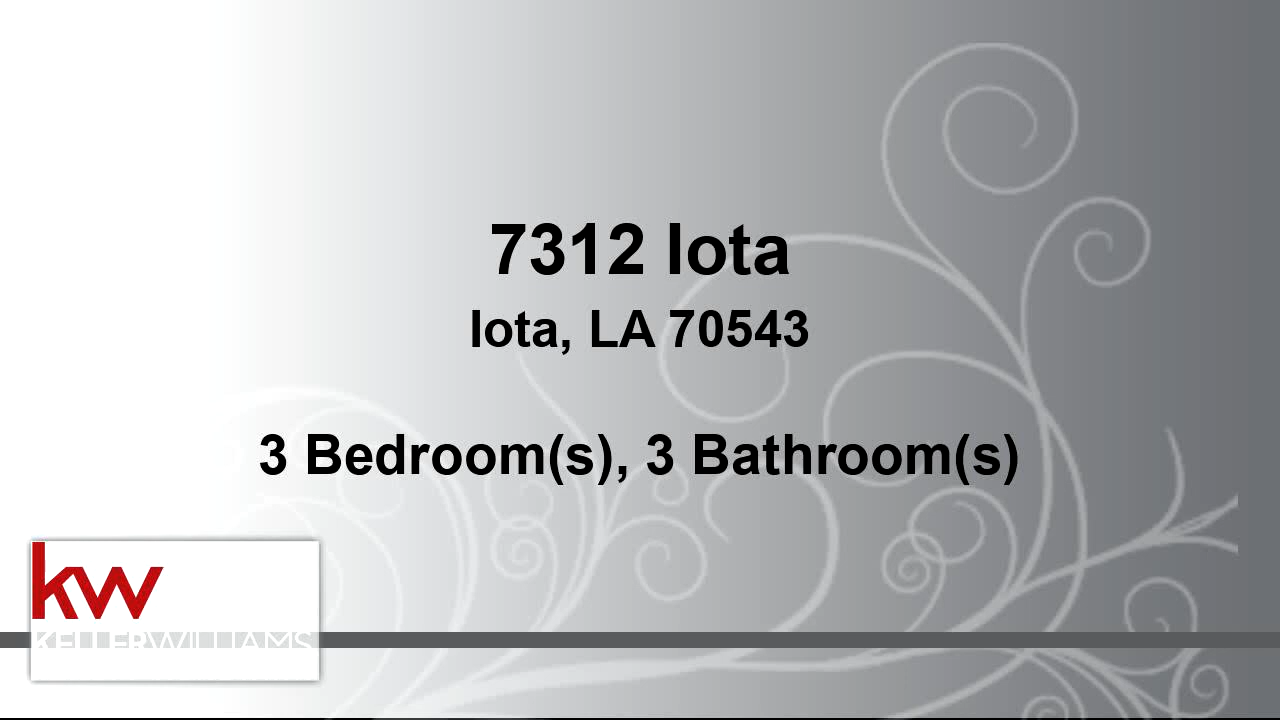 7312 Iota
Iota, LA 70543
3 Bedroom(s), 3 Bathroom(s)
kw
KELLERWILLIAMS